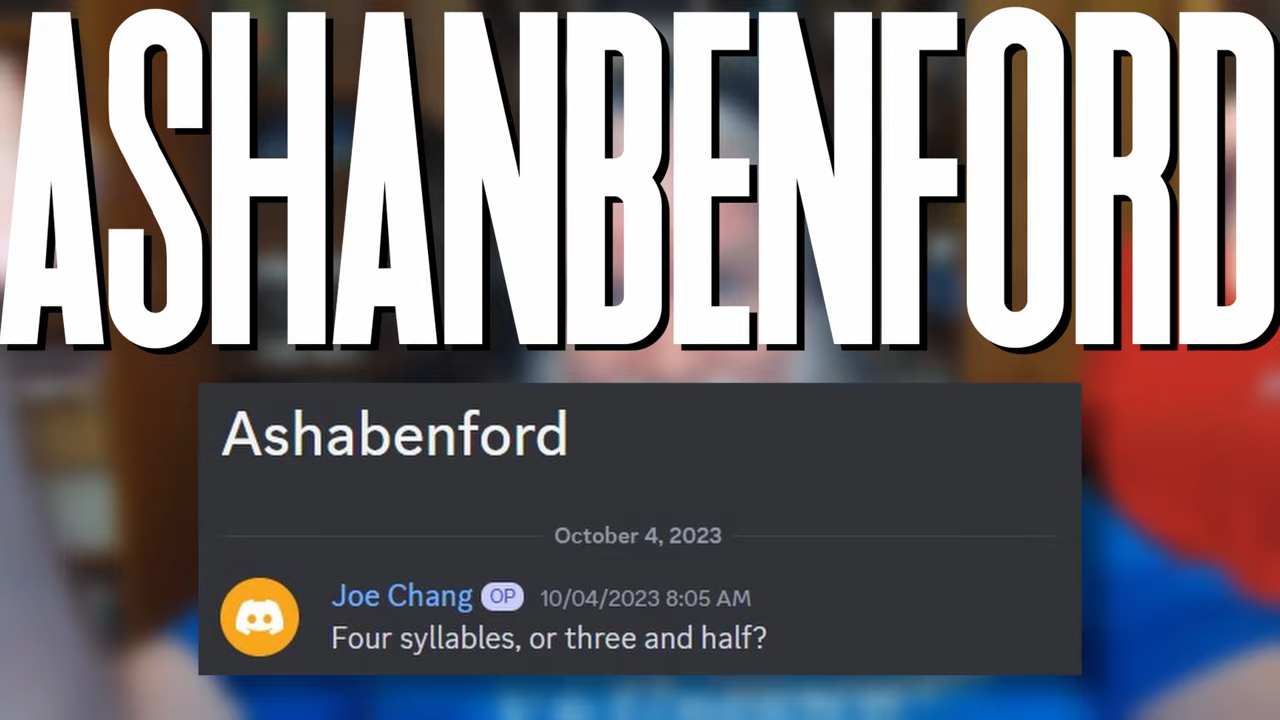 ASHANBENFORD
Ashabenford
October 4, 2023
Joe Chang OP 10/04/2023 8:05 AM
Four syllables, or three and half?